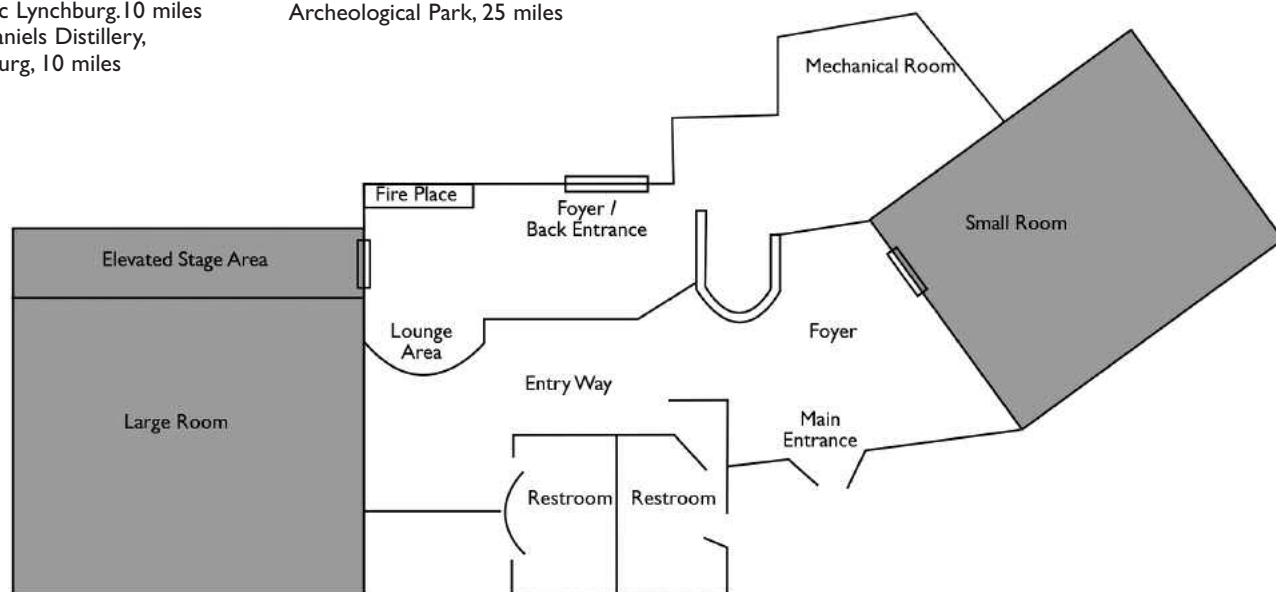 c Lynchburg.10 miles
aniels Distillery,
urg, 10 miles
Archeological Park, 25 miles
Mechanical Room
Fire Place
Foyer /
Back Entrance
Small Room
Elevated Stage Area
Lounge
Area
Foyer
Entry Way
Large Room
Main
Entrance
Restroom
Restroom